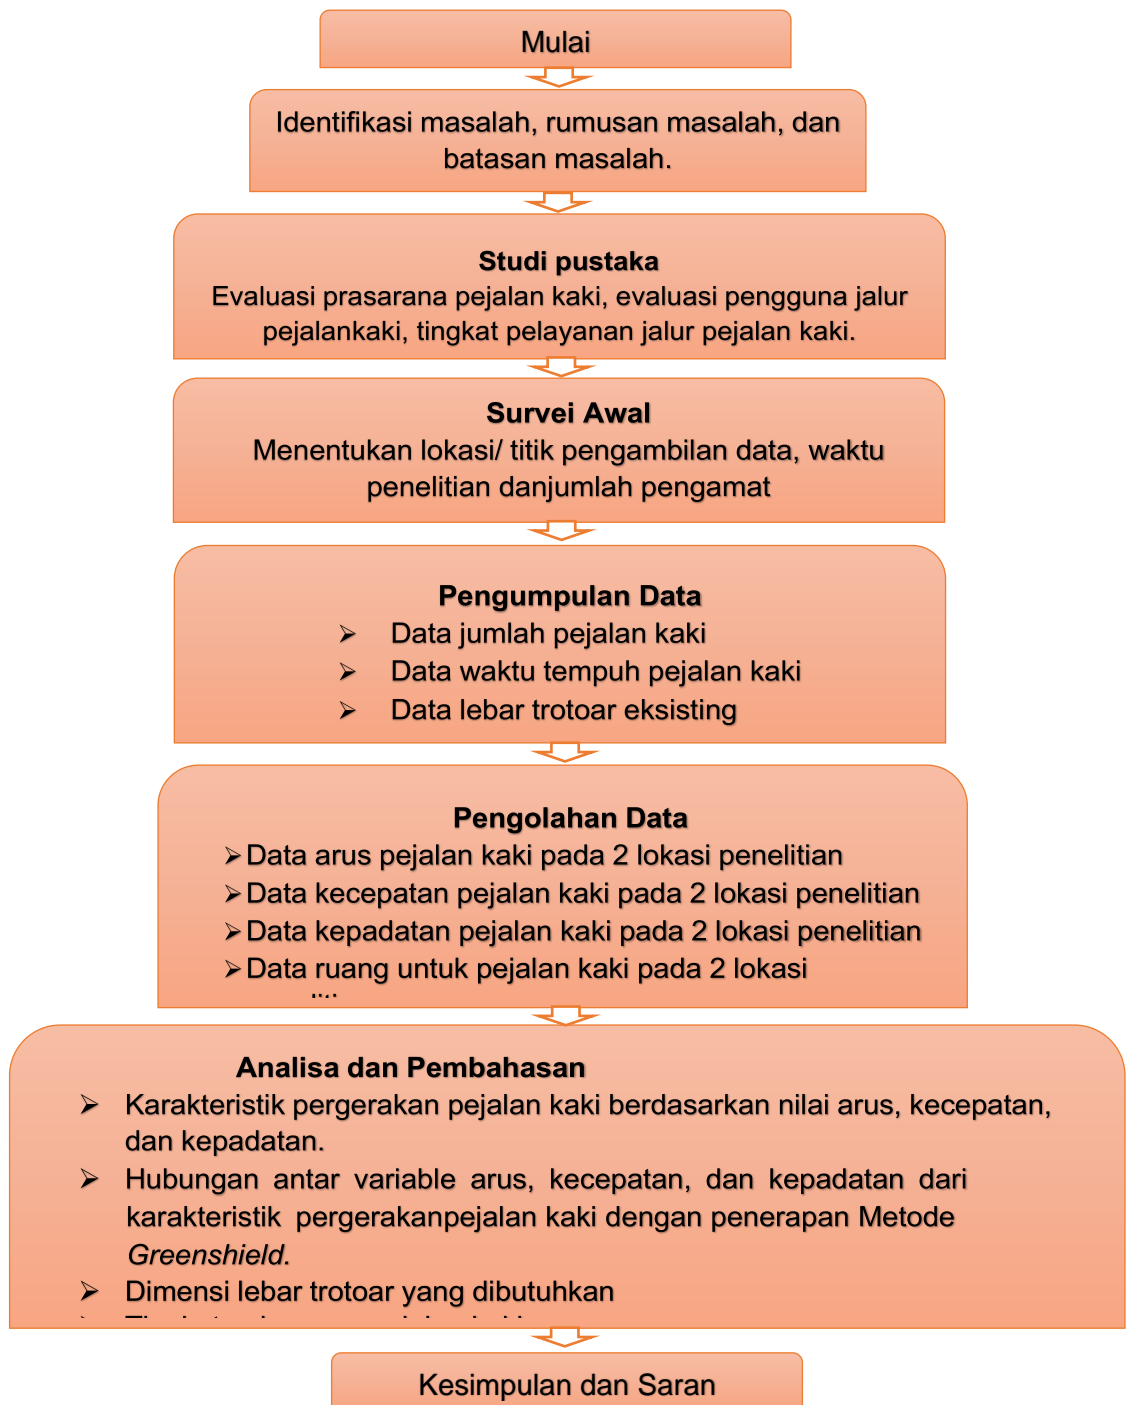 Mulai
Identifikasi masalah, rumusan masalah, dan
batasan masalah.
Studi pustaka
Evaluasi prasarana pejalan kaki, evaluasi pengguna jalur
pejalankaki, tingkat pelayanan jalur pejalan kaki.
Survei Awal
Menentukan lokasi/ titik pengambilan data, waktu
penelitian danjumlah pengamat
Pengumpulan Data
➢ Data jumlah pejalan kaki
➢ Data waktu tempuh pejalan kaki
➢ Data lebar trotoar eksisting
Pengolahan Data
➢ Data arus pejalan kaki pada 2 lokasi penelitian
➢ Data kecepatan pejalan kaki pada 2 lokasi penelitian
➢ Data kepadatan pejalan kaki pada 2 lokasi penelitian
➢ Data ruang untuk pejalan kaki pada 2 lokasi
Analisa dan Pembahasan
➢ Karakteristik pergerakan pejalan kaki berdasarkan nilai arus, kecepatan,
dan kepadatan.
➢ Hubungan antar variable arus, kecepatan, dan kepadatan dari
karakteristik pergerakanpejalan kaki dengan penerapan Metode
Greenshield.
➢ Dimensi lebar trotoar yang dibutuhkan
Kesimpulan dan Saran